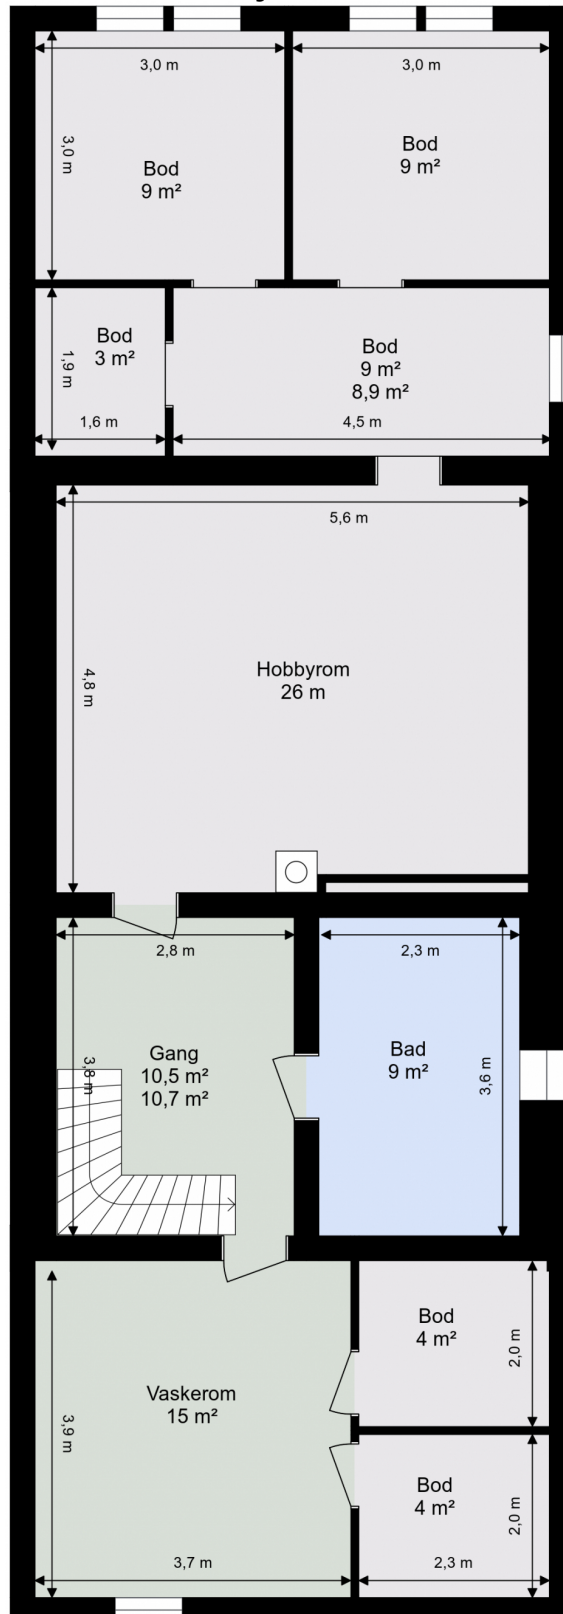 3,0 m
3,0 m
3,0 m
Bod
9 m²
Bod
9 m²
Bod
3 m²
1,9 m
1,6 m
Bod
9 m²
8,9 m²
4,5 m
5,6 m
4,8 m
Hobbyrom
26 m
2,8 m
2,3 m
3,8 m
Gang
10,5 m²
10,7 m²
Bad
9 m²
3,6 m
Bod
4 m²
2,0 m
Vaskerom
15 m²
3,9 m
Bod
4 m²
2,0 m
3,7 m
2,3 m